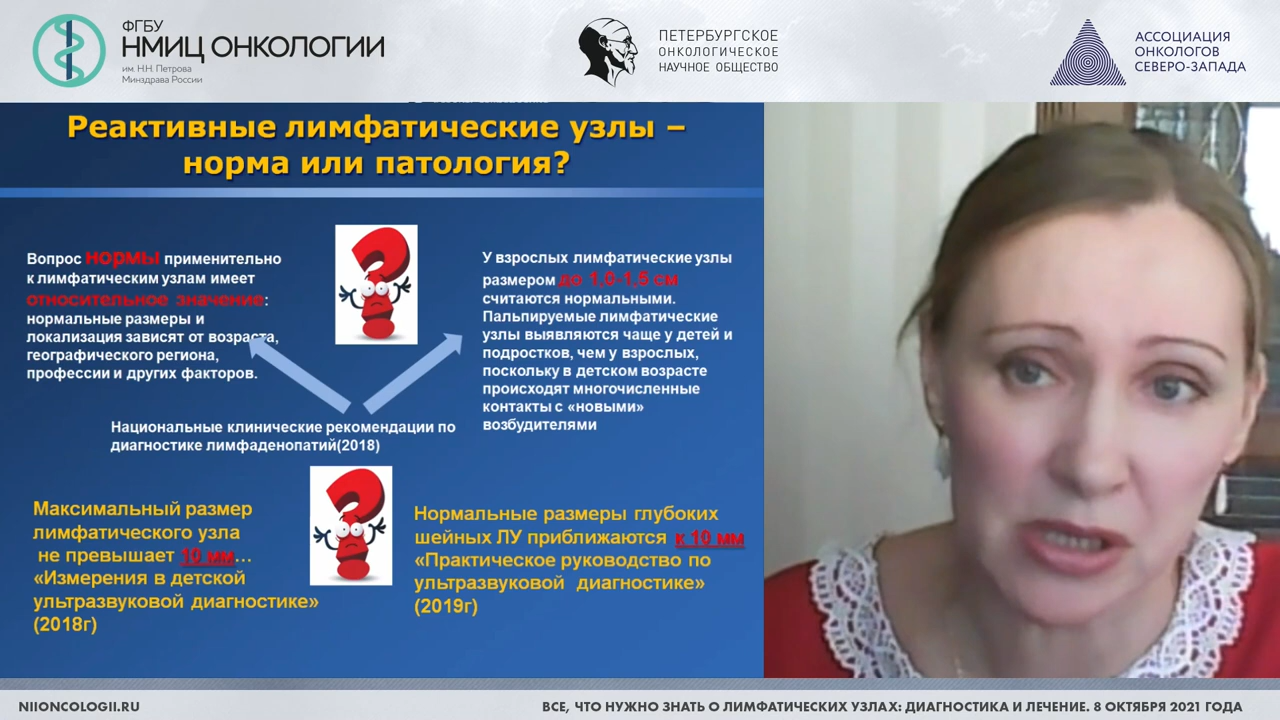 ФГБУ
НМИЦ ОНКОЛОГИИ
им. Н.Н. Петрова
Минздрава России
ПЕТЕРБУРГСКОЕ
ОНКОЛОГИЧЕСКОЕ
НАУЧНОЕ ОБЩЕСТВО
АССОЦИАЦИЯ
ОНКОЛОГОВ
СЕВЕРО-ЗАПАДА
Реактивные лимфатические узлы –
норма или патология?
Вопрос нормы применительно
к лимфатическим узлам имеет
относительное значение:
нормальные размеры и
локализация зависят от возраста,
географического региона,
профессии и других факторов.
У взрослых лимфатические узлы
размером до 1,0-1,5 см
считаются нормальными.
Пальпируемые лимфатические
узлы выявляются чаще у детей и
подростков, чем у взрослых,
поскольку в детском возрасте
происходят многочисленные
контакты с «новыми»
возбудителями
Национальные клинические рекомендации по
диагностике лимфаденопатий(2018)
Максимальный размер
лимфатического узла
не превышает 10 мм...
«Измерения в детской
ультразвуковой диагностике»
(2018г)
Нормальные размеры глубоких
шейных ЛУ приближаются к 10 мм
«Практическое руководство по
ультразвуковой диагностике»
(2019г)
NIIONCOLOGII.RU
ВСЕ, ЧТО НУЖНО ЗНАТЬ О ЛИМФАТИЧЕСКИХ УЗЛАХ: ДИАГНОСТИКА И ЛЕЧЕНИЕ. 8 ОКТЯБРЯ 2021 ГОДА